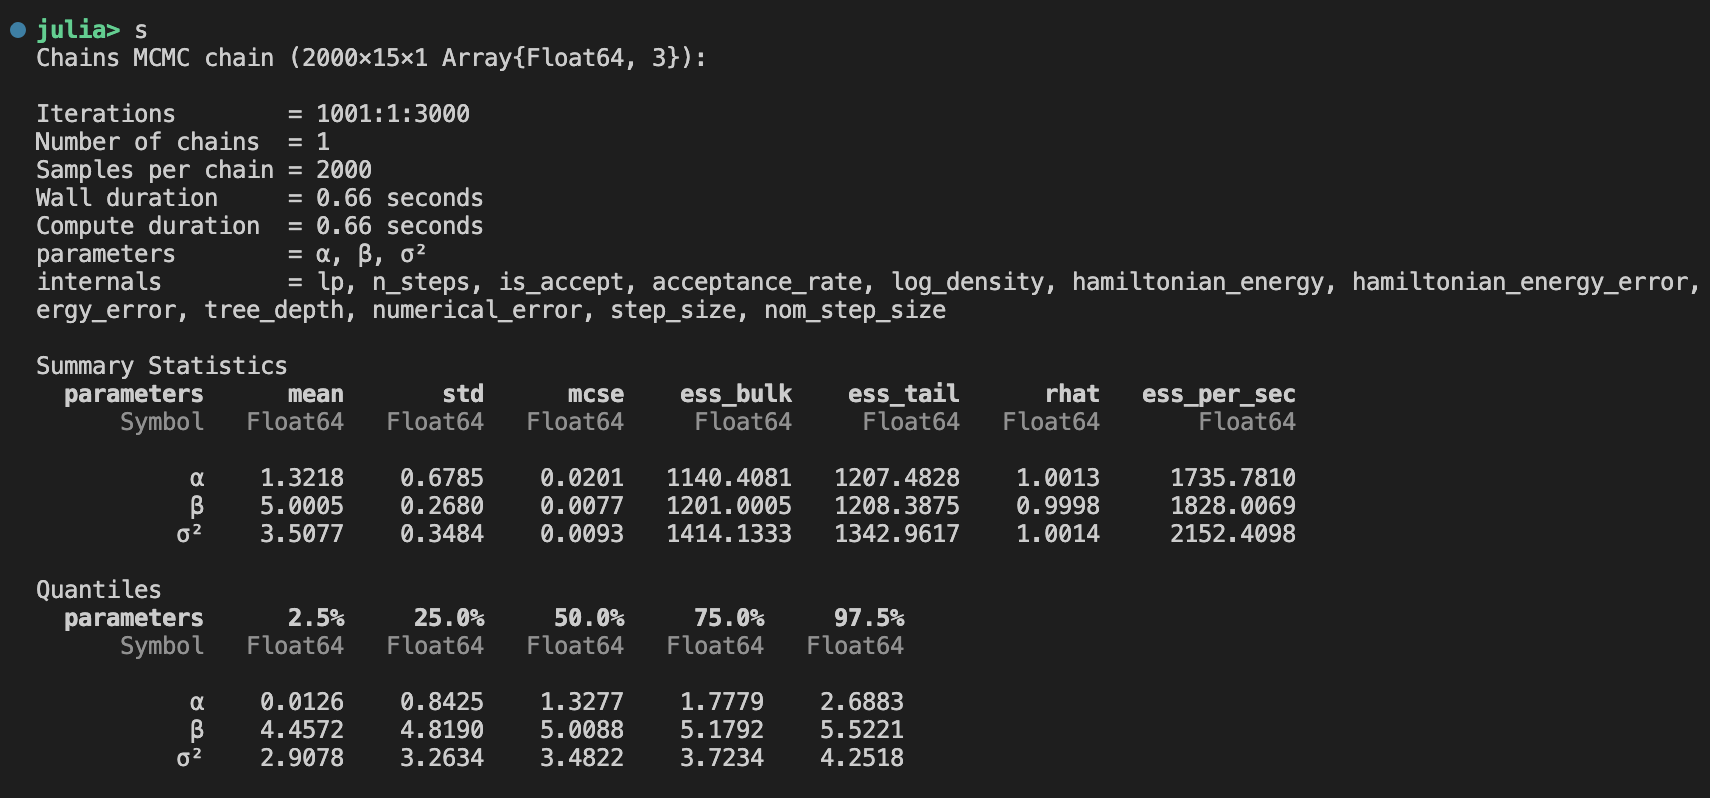 julia> s
Chains MCMC chain (2000×15×1 Array{Float64, 3}):
Iterations        = 1001:1:3000
Number of chains  = 1
Samples per chain = 2000
Wall duration     = 0.66 seconds
Compute duration  = 0.66 seconds
parameters        = α, β, σ²
internals         = lp, n_steps, is_accept, acceptance_rate, log_density, hamiltonian_energy, hamiltonian_energy_error,
ergy_error, tree_depth, numerical_error, step_size, nom_step_size
Summary Statistics
parameters mean std mcse ess_bulk ess_tail rhat ess_per_sec
Symbol Float64 Float64 Float64 Float64 Float64 Float64 Float64
α 1.3218 0.6785 0.0201 1140.4081 1207.4828 1.0013 1735.7810
β 5.0005 0.2680 0.0077 1201.0005 1208.3875 0.9998 1828.0069
σ² 3.5077 0.3484 0.0093 1414.1333 1342.9617 1.0014 2152.4098
Quantiles
parameters 2.5% 25.0% 50.0% 75.0% 97.5%
Symbol Float64 Float64 Float64 Float64 Float64
α 0.0126 0.8425 1.3277 1.7779 2.6883
β 4.4572 4.8190 5.0088 5.1792 5.5221
σ² 2.9078 3.2634 3.4822 3.7234 4.2518